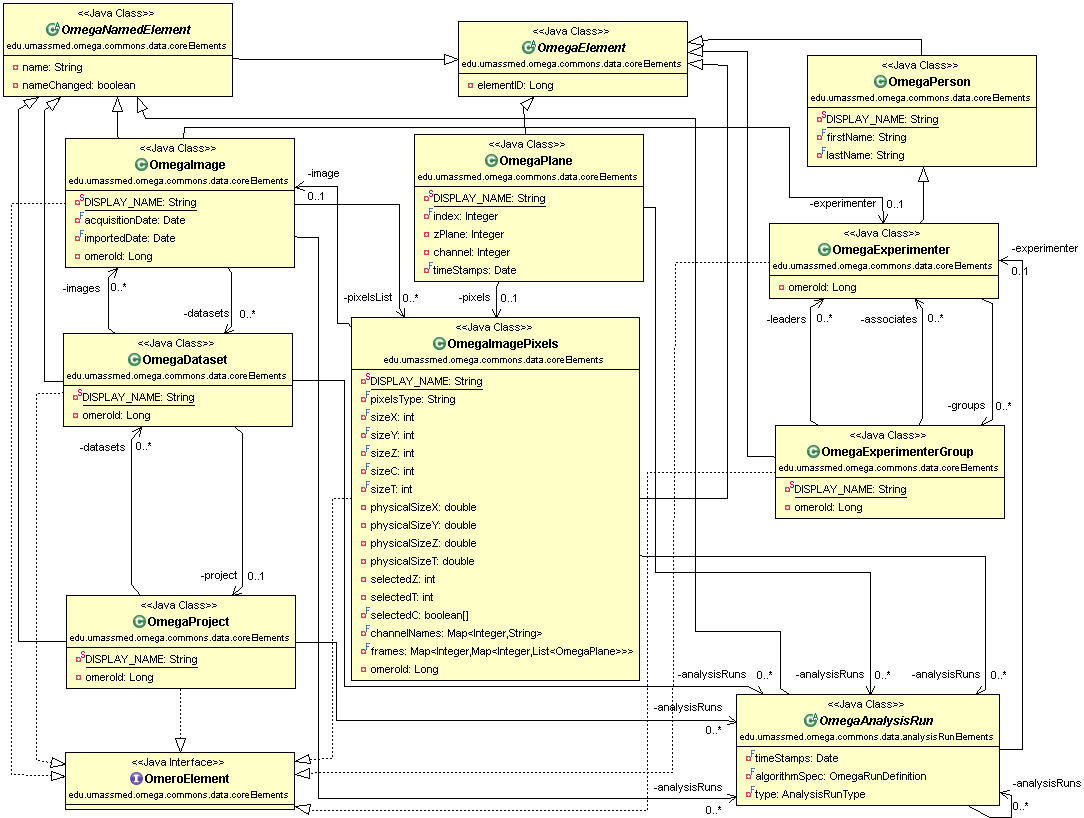 <<Java Class>>
OmegaNamedElement
edu.umassmed.omega.commons.data.coreElements
name: String
nameChanged: boolean
<<Java Class>>
OmegaElement
edu.umassmed.omega.commons.data.coreElements
elementID: Long
<<Java Class>>
OmegaPerson
edu.umassmed.omega.commons.data.coreElements
DISPLAY_NAME: String
firstName: String
lastName: String
<<Java Class>>
OmegaImage
edu.umassmed.omega.commons.data.coreElements
DISPLAY_NAME: String
acquisitionDate: Date
importedDate: Date
omeroId: Long
-image
0..1
<<Java Class>>
OmegaPlane
edu.umassmed.omega.commons.data.coreElements
DISPLAY_NAME: String
index: Integer
zPlane: Integer
channel: Integer
timeStamps: Date
-experimenter 0..1
<<Java Class>>
OmegaExperimenter
edu.umassmed.omega.commons.data.coreElements
omeroId: Long
-experimenter
0..1
-images 0..*
-datasets 0..*
-pixelsList 0..*
-pixels 0..1
-leaders 0..*
-associates 0..*
-groups 0..*
<<Java Class>>
OmegaDataset
edu.umassmed.omega.commons.data.coreElements
DISPLAY_NAME: String
omeroId: Long
-datasets 0..*
<<Java Class>>
OmegaImagePixels
edu.umassmed.omega.commons.data.coreElements
DISPLAY_NAME: String
pixelsType: String
sizeX: int
sizeY: int
sizeZ: int
sizeC: int
sizeT: int
physicalSizeX: double
physicalSizeY: double
physicalSizeZ: double
physicalSizeT: double
selectedZ: int
selectedT: int
selectedC: boolean[]
channelNames: Map<Integer,String>
frames: Map<Integer,Map<Integer,List<OmegaPlane>>>
omeroId: Long
<<Java Class>>
OmegaExperimenterGroup
edu.umassmed.omega.commons.data.coreElements
DISPLAY_NAME: String
omeroId: Long
-project 0..1
<<Java Class>>
OmegaProject
edu.umassmed.omega.commons.data.coreElements
DISPLAY_NAME: String
omeroId: Long
-analysisRuns 0..*
-analysisRuns 0..*
-analysisRuns 0..*
-analysisRuns
0..*
<<Java Class>>
OmegaAnalysisRun
edu.umassmed.omega.commons.data.analysisRunElements
timeStamps: Date
algorithmSpec: OmegaRunDefinition
type: AnalysisRunType
-analysisRuns
0..*
-analysisRuns
0..*
<<Java Interface>>
OmeroElement
edu.umassmed.omega.commons.data.coreElements